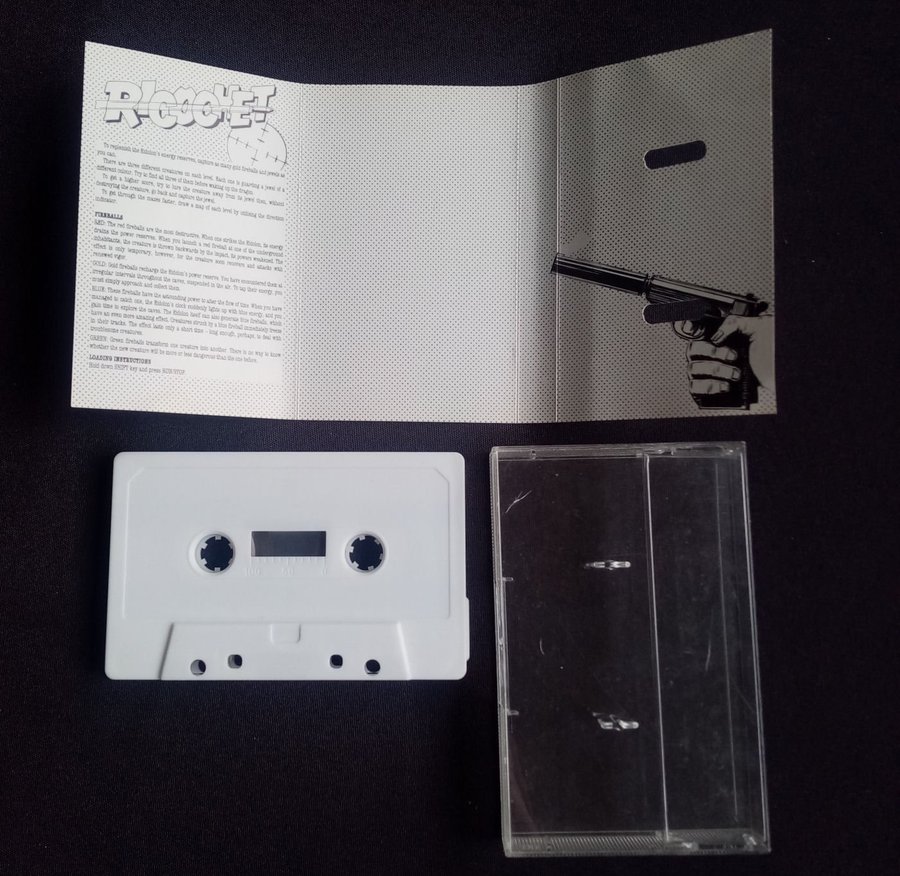 RICOCHET
To replenish the Eidolon's energy reserves, capture as many gold fireballs and jewels as
you can.
There are three different creatures on each level. Each one is guarding a jewel of a
different colour. Try to find all three of them before waking up the dragon.
To get a higher score, try to lure the creature away from its jewel then, without
destroying the creature, go back and capture the jewel.
To get through the mazes faster, draw a map of each level by utilising the direction
indicator.
FIREBALLS
RED: The red fireballs are the most destructive. When one strikes the Eidolon, its energy
drains the power reserves. When you launch a red fireball at one of the underground
inhabitants, the creature is thrown backwards by the impact, its powers weakened. The
effect is only temporary, however, for the creature soon recovers and attacks with
renewed vigor.
GOLD: Gold fireballs recharge the Eidolon's power reserve. You have encountered them at
irregular intervals throughout the caves, suspended in the air. To tap their energy, you
must simply approach and collect them.
BLUE: These fireballs have the astounding power to alter the flow of time. When you have
managed to catch one, the Eidolon's clock suddenly lights up with blue energy, and you
gain time to explore the caves. The Eidolon itself can also generate blue fireballs, which
have an even more amazing effect. Creatures struck by a blue fireball immediately freeze
in their tracks. The effect lasts only a short time - long enough, perhaps, to deal with
troublesome creatures.
GREEN: Green fireballs transform one creature into another. There is no way to know
whether the new creature will be more or less dangerous than the one before.
LOADING INSTRUCTIONS
Hold down SHIFT key and press RUN/STOP.
100 50 0